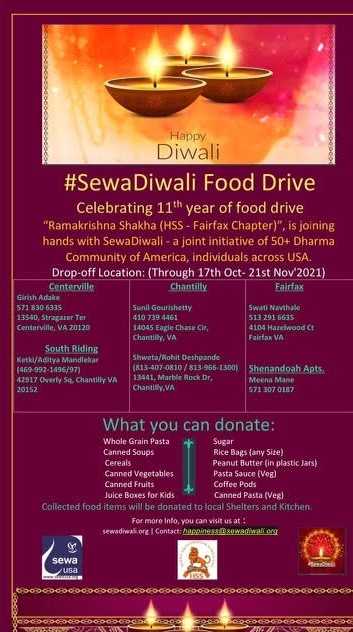 Happy
Diwali
#SewaDiwali Food Drive
Celebrating 11th year of food drive
"Ramakrishna Shakha (HSS - Fairfax Chapter)", is joining
hands with SewaDiwali - a joint initiative of 50+ Dharma
Community of America, individuals across USA.
Drop-off Location: (Through 17th Oct- 21st Nov'2021)
Centerville
Girish Adake
571 830 6335
13540, Stragazer Ter
Centerville, VA 20120
South Riding
Ketki/Aditya Mandlekar
(469-992-1496/97)
42917 Overly Sq, Chantilly VA
20152
Chantilly
Sunil Gourishetty
410 739 4461
14045 Eagle Chase Cir,
Chantilly, VA
Shweta/Rohit Deshpande
(813-407-0810 / 813-966-1300)
13441, Marble Rock Dr,
Chantilly,VA
Fairfax
Swati Navthale
513 291 6635
4104 Hazelwood Ct
Fairfax VA
Shenandoah Apts.
Meena Mane
571 307 0187
What you can donate:
Whole Grain Pasta
Canned Soups
Cereals
Canned Vegetables
Canned Fruits
Juice Boxes for Kids
Sugar
Rice Bags (any Size)
Peanut Butter (in plastic Jars)
Pasta Sauce (Veg)
Coffee Pods
Canned Pasta (Veg)
Collected food items will be donated to local Shelters and Kitchen.
For more Info, you can visit us at :
sewadiwali.org | Contact: happiness@sewadiwali.org
sewa
usa
www.sewausa.org
HSS
#SewaDiwali